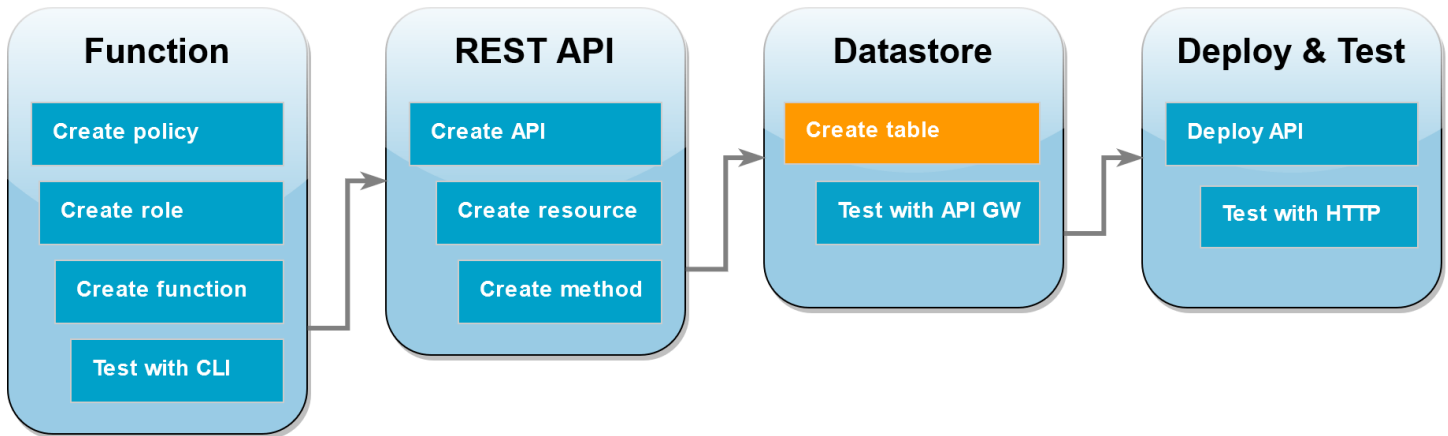 Function
Create policy
Create role
Create function
Test with CLI
REST API
Create API
Create resource
Create method
Datastore
Create table
Test with API GW
Deploy & Test
Deploy API
Test with HTTP